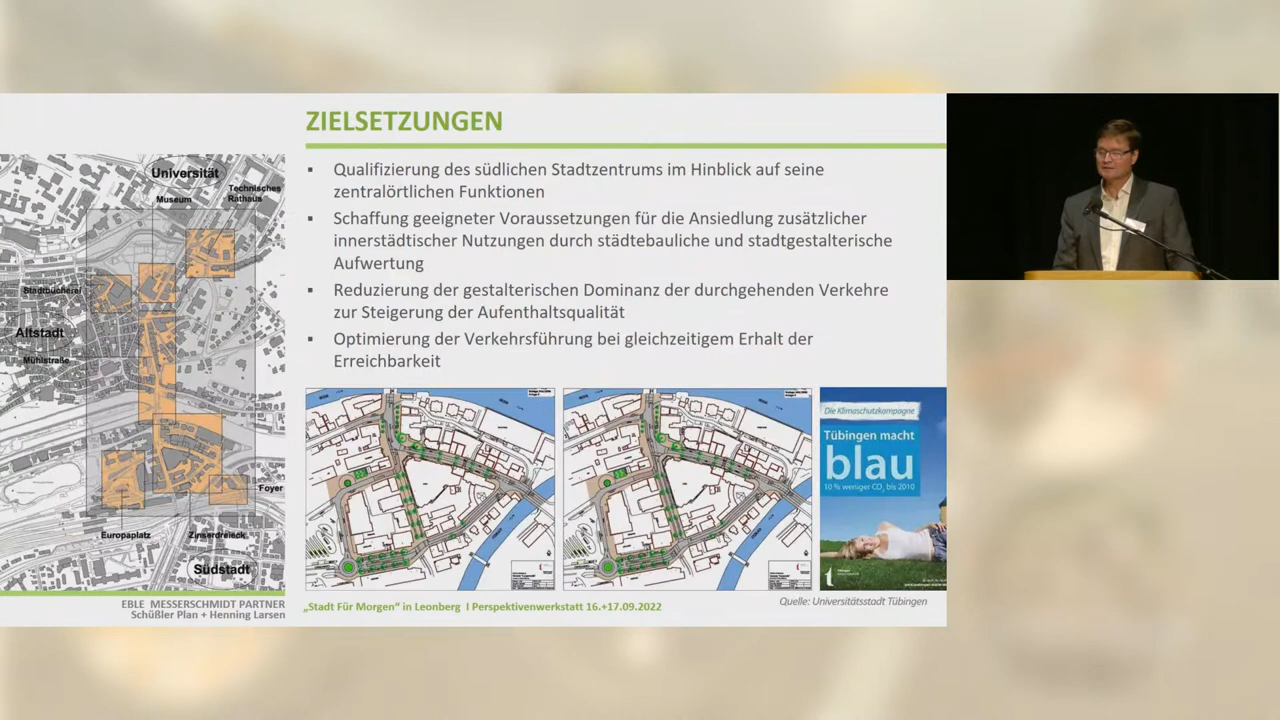 ZIELSETZUNGEN
▪ Qualifizierung des südlichen Stadtzentrums im Hinblick auf seine
zentralörtlichen Funktionen
▪ Schaffung geeigneter Voraussetzungen für die Ansiedlung zusätzlicher
innerstädtischer Nutzungen durch städtebauliche und stadtgestalterische
Aufwertung
▪ Reduzierung der gestalterischen Dominanz der durchgehenden Verkehre
zur Steigerung der Aufenthaltsqualität
▪ Optimierung der Verkehrsführung bei gleichzeitigem Erhalt der
Erreichbarkeit
Universität
Museum
Technisches
Rathaus
Stadtbücherei
Altstadt
Mühlstraße
Foyer
Europaplatz
Zinserdreieck
Südstadt
Die Klimaschutzkampagne
Tübingen macht
blau
10 % weniger CO₂ bis 2010
EBLE MESSERSCHMIDT PARTNER
Schüßler Plan + Henning Larsen
„Stadt Für Morgen“ in Leonberg I Perspektivenwerkstatt 16.+17.09.2022
Quelle: Universitätsstadt Tübingen